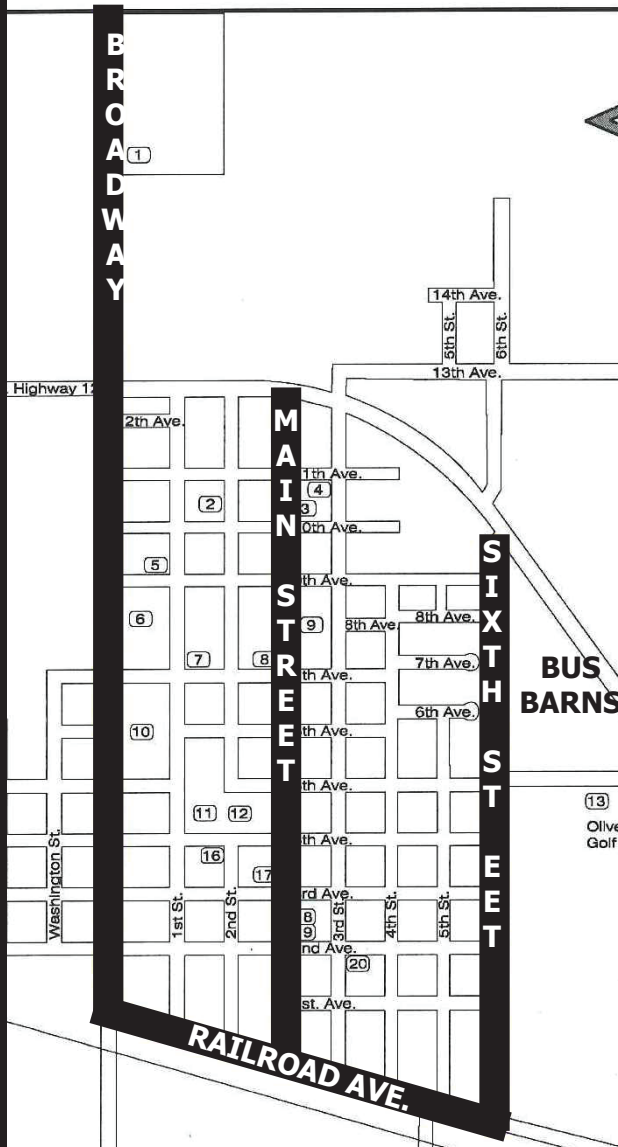 BROADWAY
1
14th Ave.
5th St.
6th St.
13th Ave.
Highway 12
2th Ave.
MAIN STREET
1th Ave.
4
2
3
0th Ave.
SIXTH ST EET
5
th Ave.
6
9
8th Ave.
8th Ave.
7
8
7th Ave.
th Ave.
BUS
BARNS
6th Ave.
10
th Ave.
th Ave.
13
11
12
Olive
Golf
th Ave.
16
17
rd Ave.
Washington St.
1st St.
2nd St.
8
9
3rd St.
4th St.
5th St.
nd Ave.
20
st. Ave.
RAILROAD AVE.